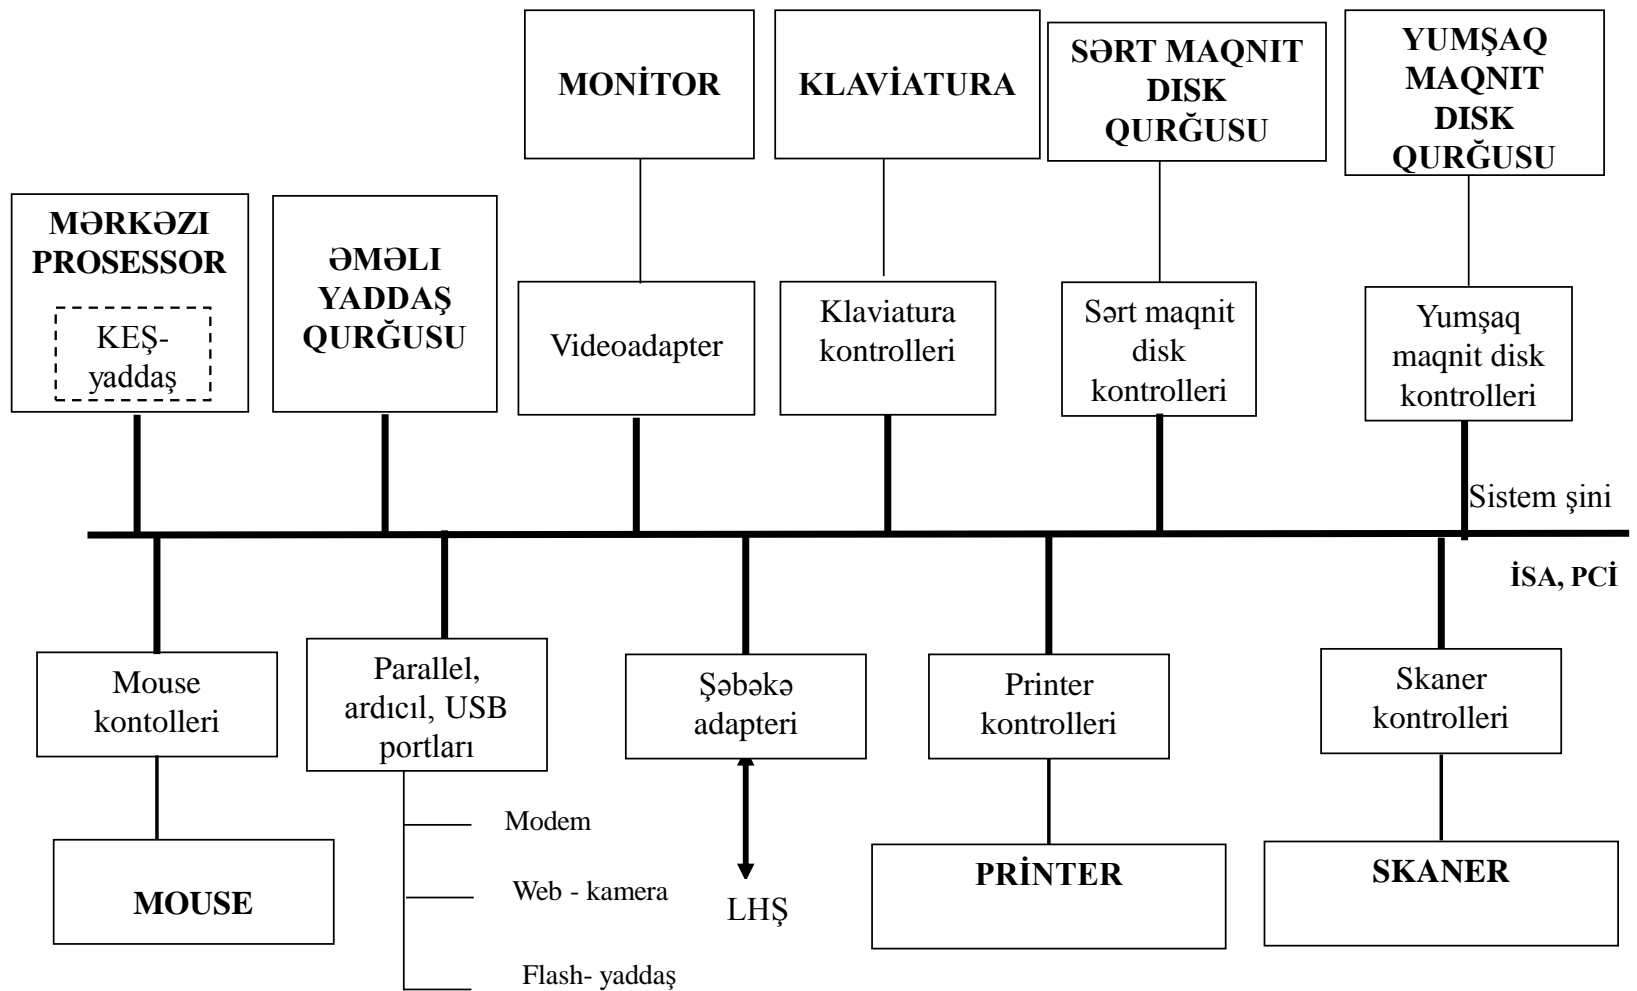 MONİTOR
KLAVİATURA
SƏRT MAQNIT
DISK
QURĞUSU
YUMŞAQ
MAQNIT
DISK
QURĞUSU
MƏRKƏZI
PROSESSOR
KEŞ-
yaddaş
ƏMƏLI
YADDAŞ
QURĞUSU
Videoadapter
Klaviatura
kontrolleri
Sərt maqnit
disk
kontrolleri
Yumşaq
maqnit disk
kontrolleri
Sistem şini
İSA, PCİ
Mouse
kontolleri
Parallel,
ardıcıl, USB
portları
Şəbəkə
adapteri
Printer
kontrolleri
Skaner
kontrolleri
MOUSE
Modem
Web - kamera
Flash- yaddaş
LHŞ
PRİNTER
SKANER